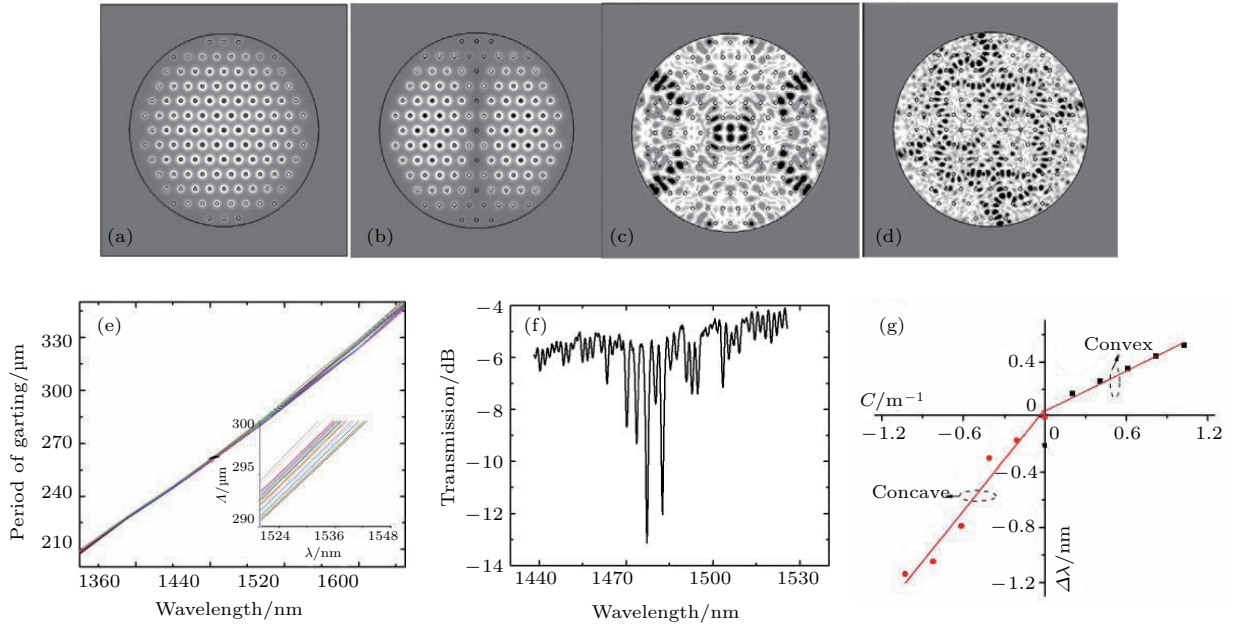 (a)
(b)
(c)
(d)
(e)
Period of garting/μm
330
300
270
240
210
1360
1440
1520
1600
Wavelength/nm
300
295
290
Λ/μm
1524
1536
1548
λ/nm
(f)
Transmission/dB
−4
−6
−8
−10
−12
−14
1440
1470
1500
1530
Wavelength/nm
(g)
Convex
0.4
0
C/m⁻¹
−1.2
−0.6
0
0.6
1.2
−0.4
Concave
−0.8
−1.2
Δλ/nm